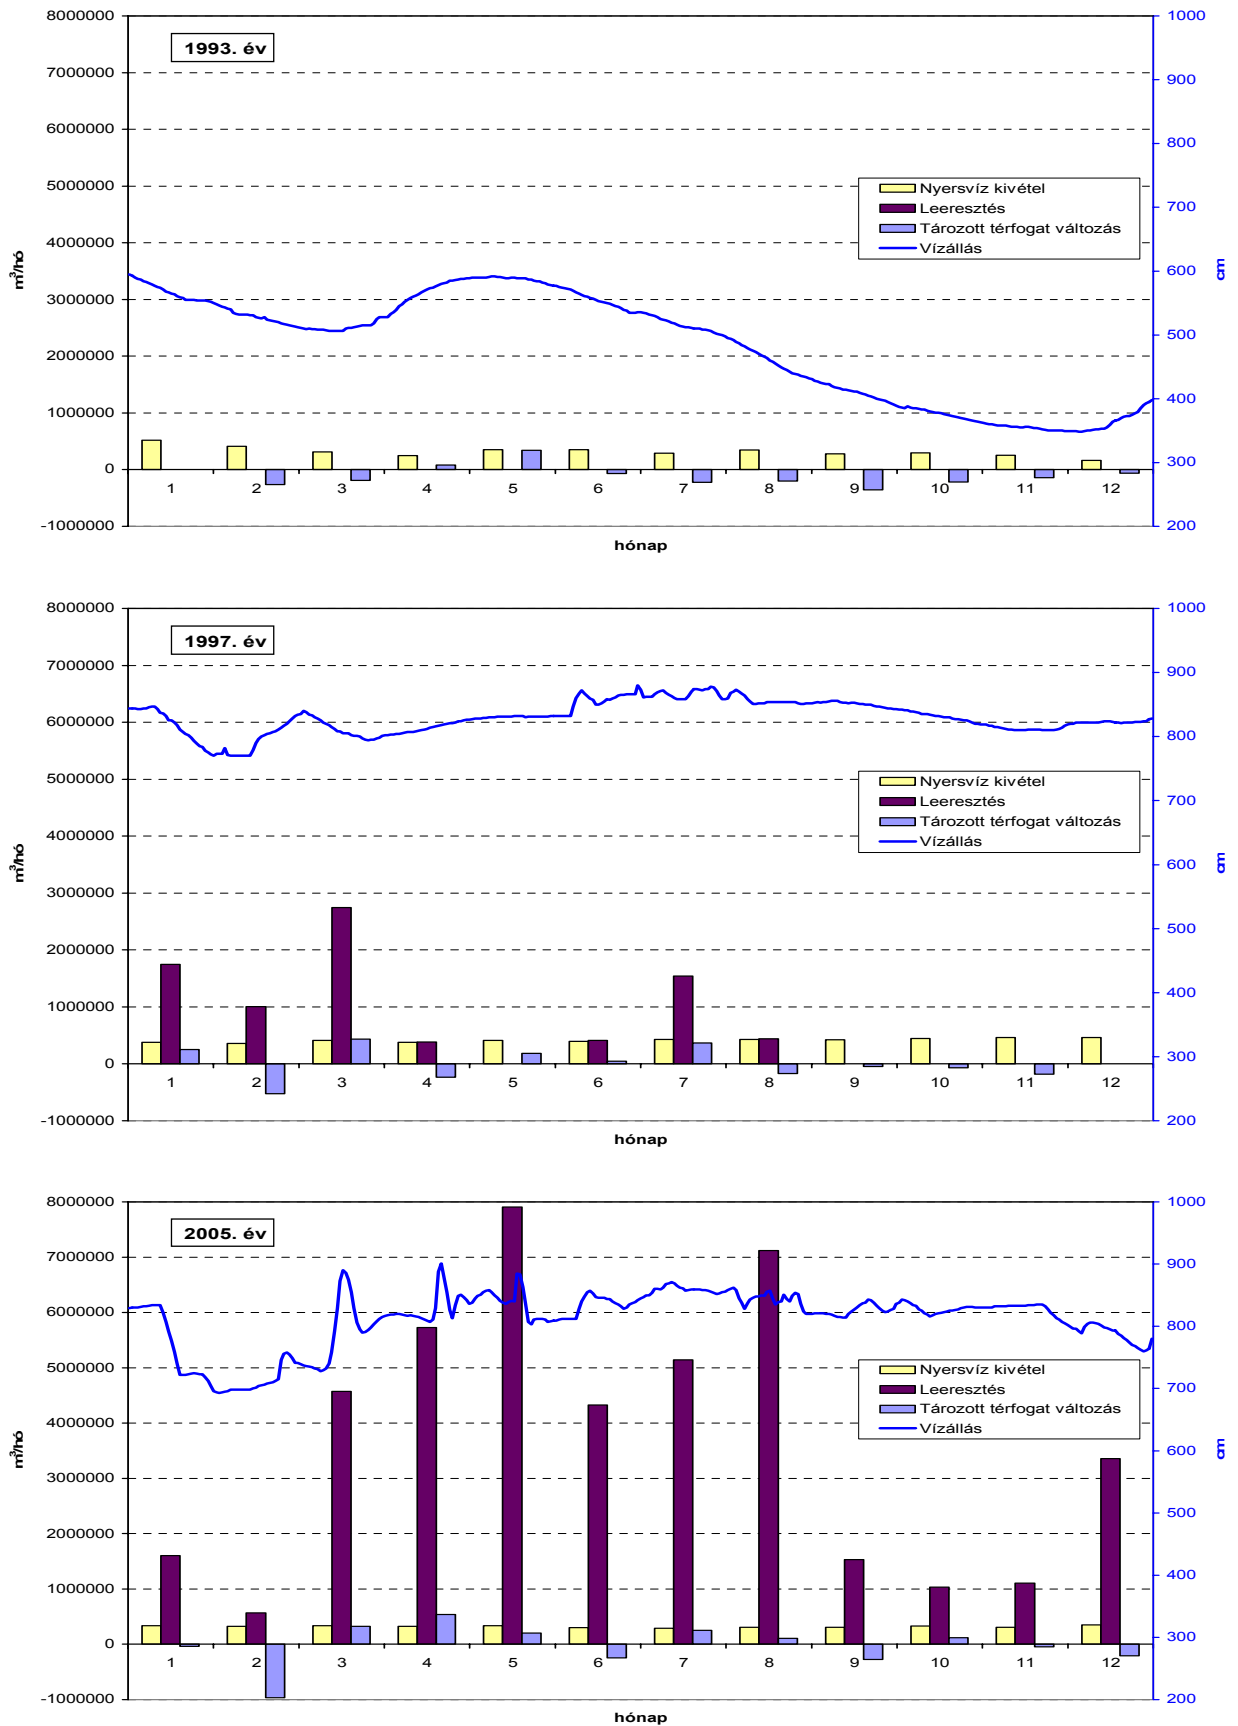 8000000
7000000
6000000
5000000
4000000
3000000
2000000
1000000
0
-1000000
m³/hó
1993. év
Nyersvíz kivétel
Leeresztés
Tározott térfogat változás
Vízállás
1 2 3 4 5 6 7 8 9 10 11 12
hónap
1000
900
800
700
600
500
400
300
200
cm
8000000
7000000
6000000
5000000
4000000
3000000
2000000
1000000
0
-1000000
m³/hó
1997. év
Nyersvíz kivétel
Leeresztés
Tározott térfogat változás
Vízállás
1 2 3 4 5 6 7 8 9 10 11 12
hónap
1000
900
800
700
600
500
400
300
200
cm
8000000
7000000
6000000
5000000
4000000
3000000
2000000
1000000
0
-1000000
m³/hó
2005. év
Nyersvíz kivétel
Leeresztés
Tározott térfogat változás
Vízállás
1 2 3 4 5 6 7 8 9 10 11 12
hónap
1000
900
800
700
600
500
400
300
200
cm